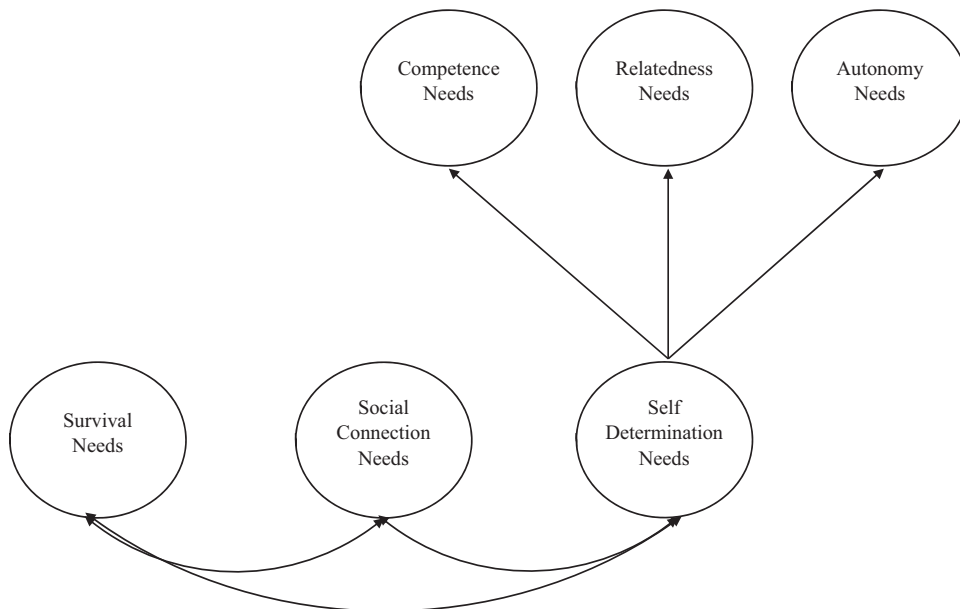 Competence
Needs
Relatedness
Needs
Autonomy
Needs
Survival
Needs
Social
Connection
Needs
Self
Determination
Needs